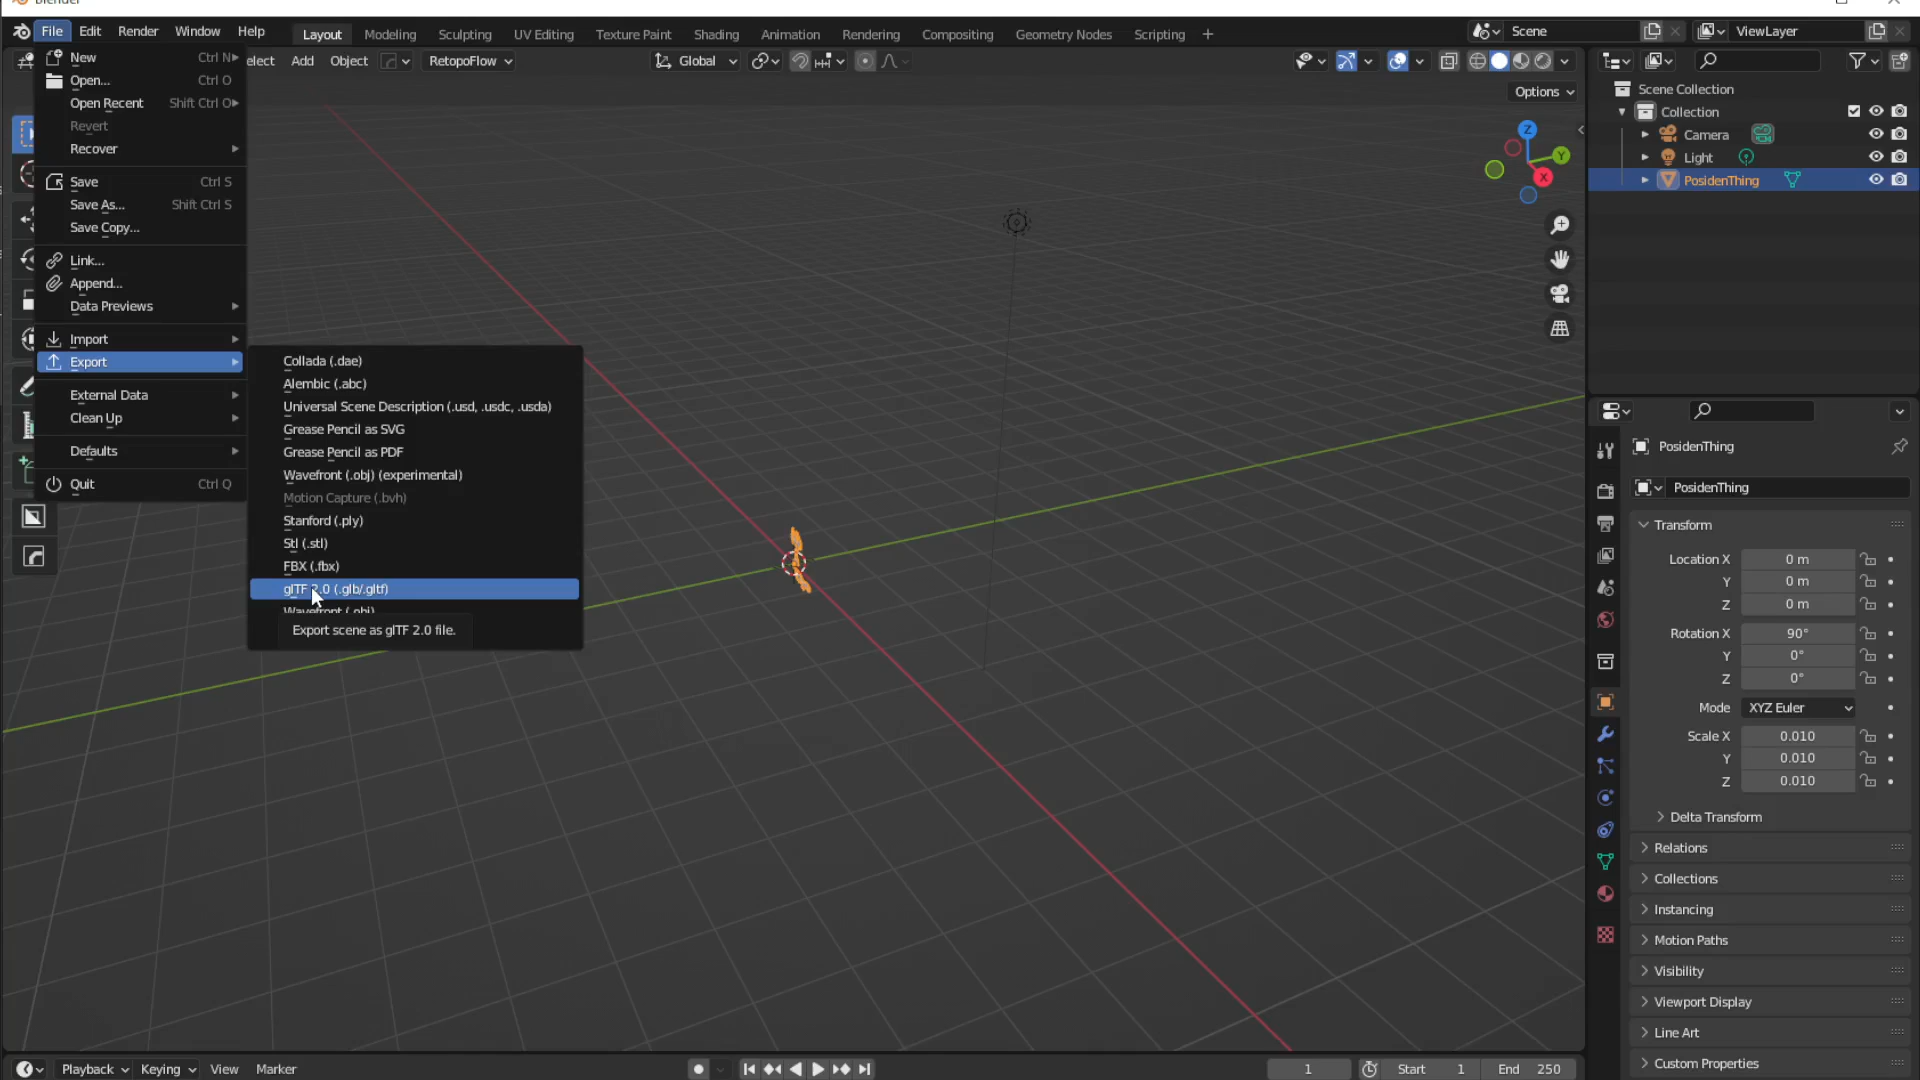 Blender
File Edit Render Window Help
Layout Modeling Sculpting UV Editing Texture Paint Shading Animation Rendering Compositing Geometry Nodes Scripting +
Scene
ViewLayer
elect Add Object RetopoFlow
Global
Options
New Ctrl N
Open... Ctrl O
Open Recent Shift Ctrl O
Revert
Recover
Save Ctrl S
Save As... Shift Ctrl S
Save Copy...
Link...
Append...
Data Previews
Import
Export
External Data
Clean Up
Defaults
Quit Ctrl Q
Collada (.dae)
Alembic (.abc)
Universal Scene Description (.usd, .usdc, .usda)
Grease Pencil as SVG
Grease Pencil as PDF
Wavefront (.obj) (experimental)
Motion Capture (.bvh)
Stanford (.ply)
Stl (.stl)
FBX (.fbx)
glTF 2.0 (.glb/.gltf)
Wavefront (.obj)
Export scene as glTF 2.0 file.
Z
Y
X
Scene Collection
Collection
Camera
Light
PosidenThing
PosidenThing
PosidenThing
Transform
Location X 0 m
Y 0 m
Z 0 m
Rotation X 90°
Y 0°
Z 0°
Mode XYZ Euler
Scale X 0.010
Y 0.010
Z 0.010
Delta Transform
Relations
Collections
Instancing
Motion Paths
Visibility
Viewport Display
Line Art
Custom Properties
Playback Keying View Marker
1 Start 1 End 250